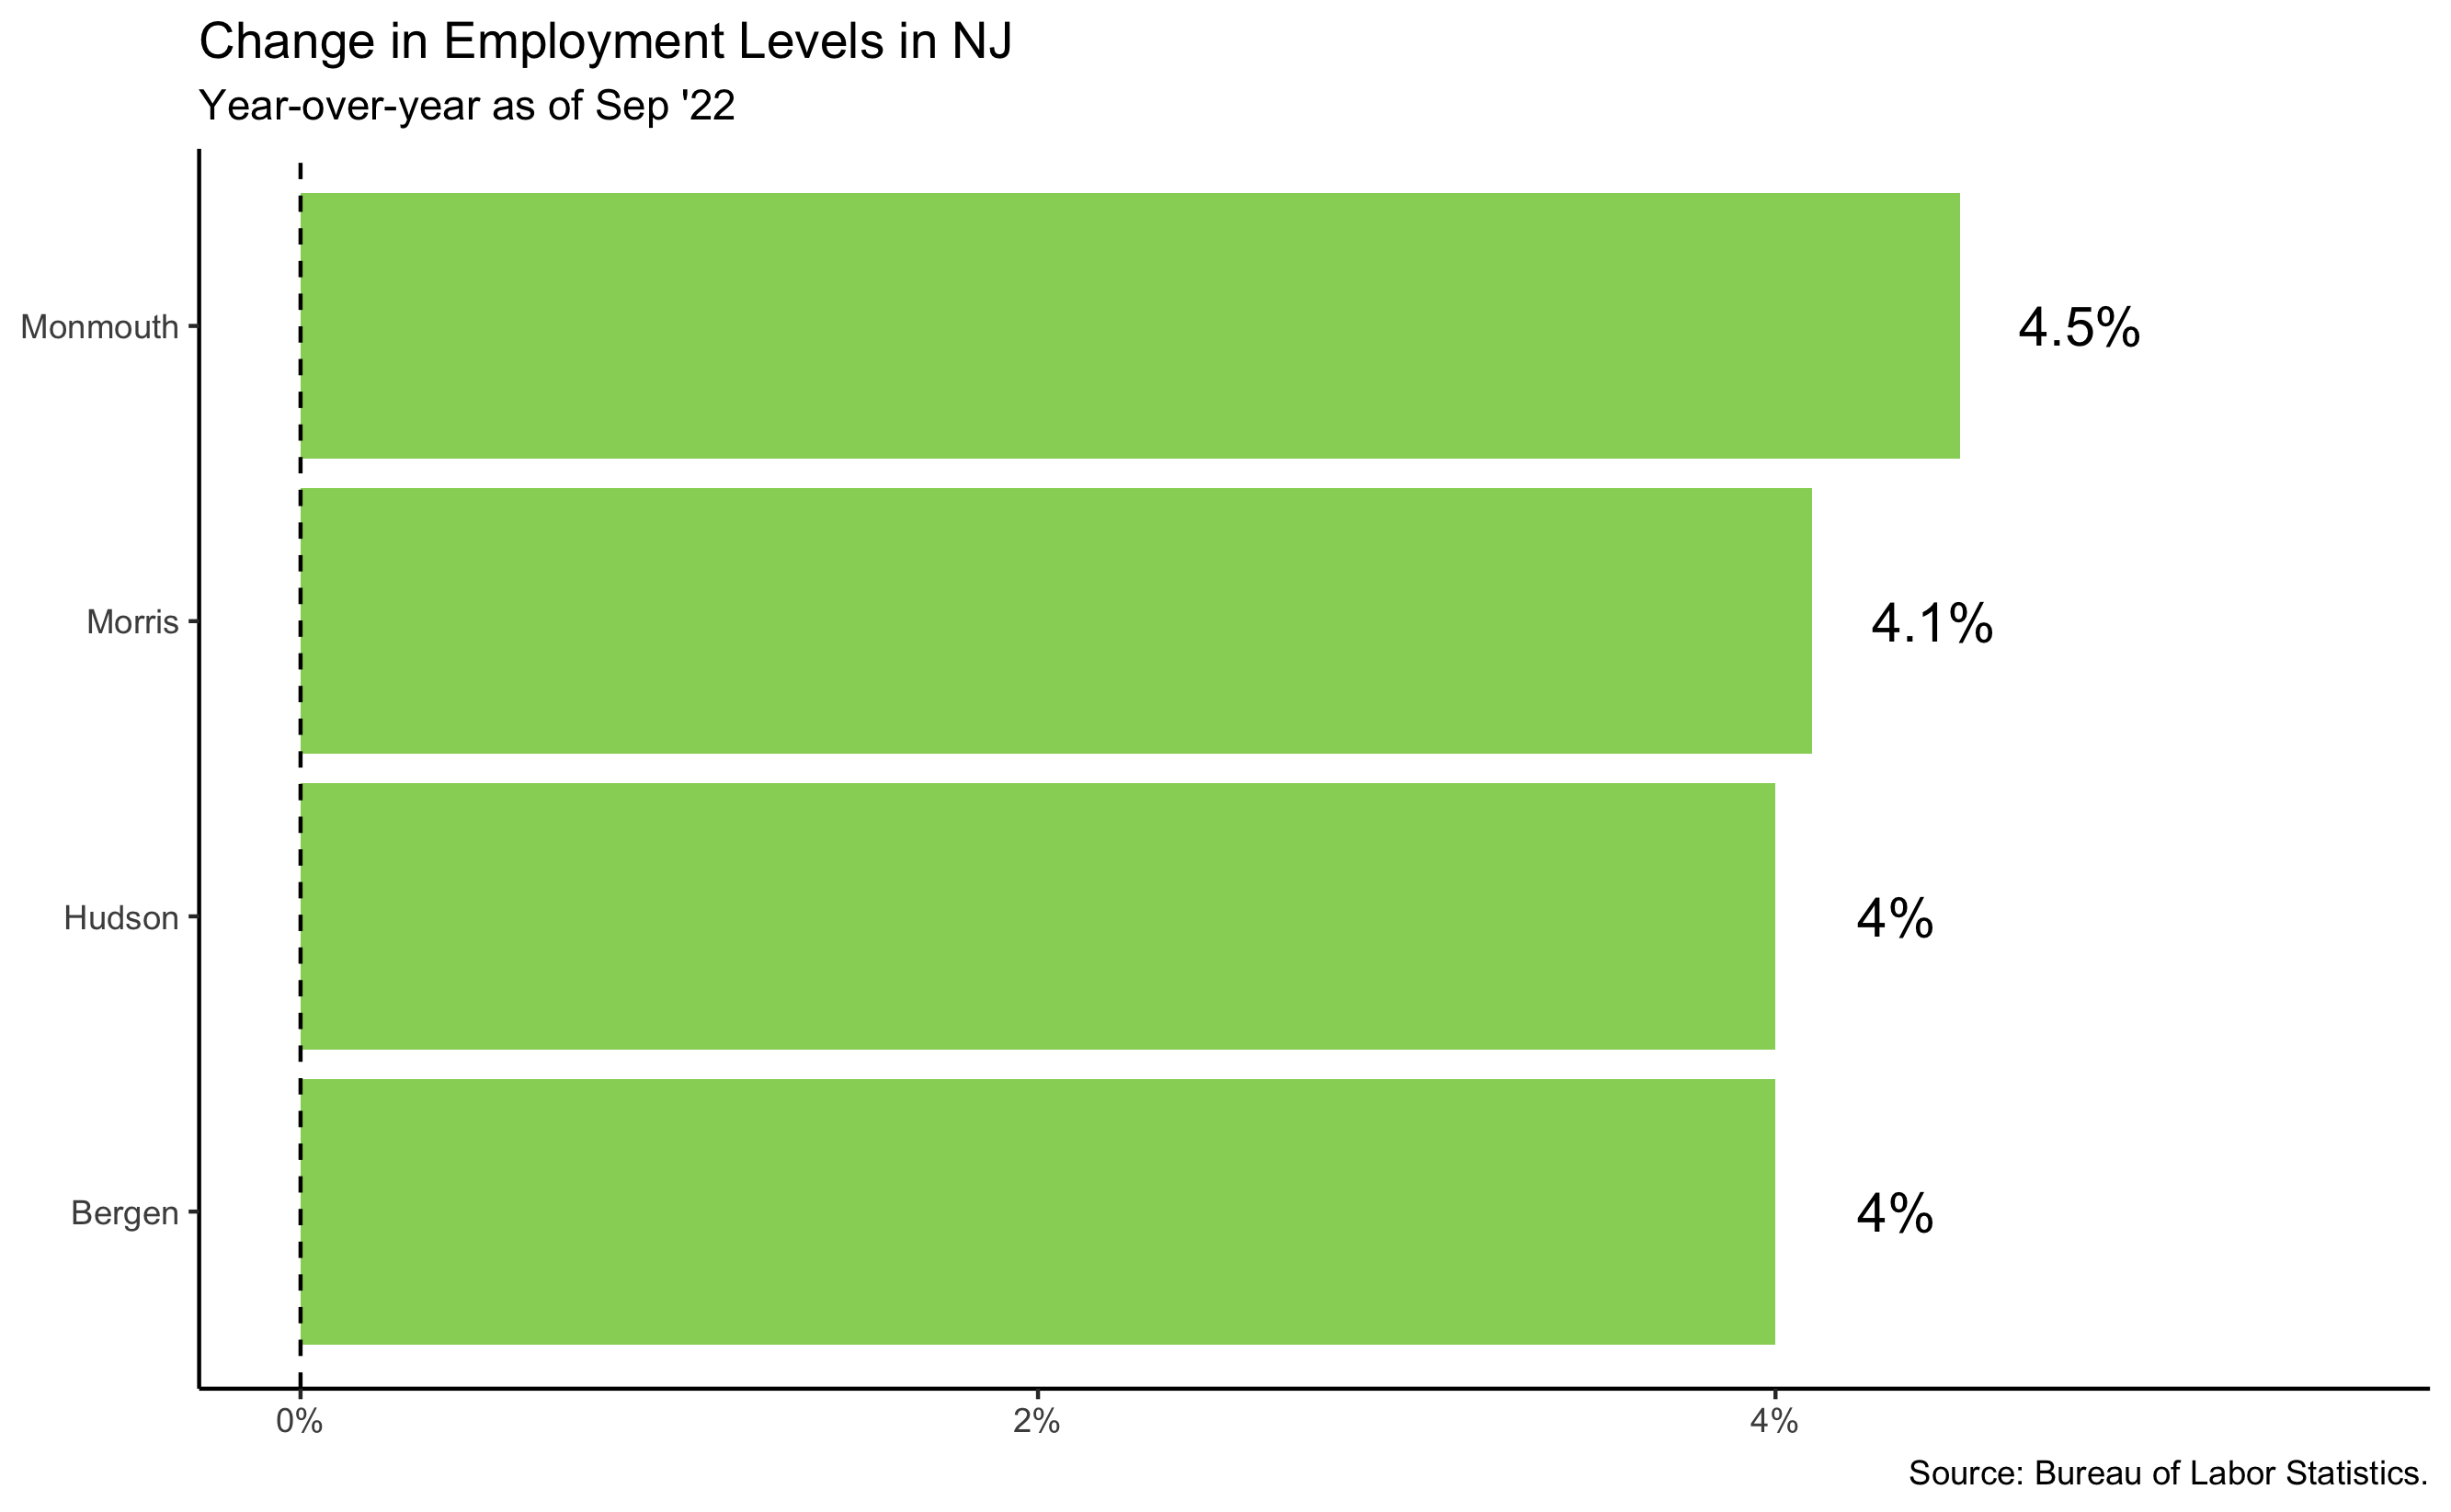 Change in Employment Levels in NJ
Year-over-year as of Sep '22
Monmouth
4.5%
Morris
4.1%
Hudson
4%
Bergen
4%
0% 2% 4%
Source: Bureau of Labor Statistics.